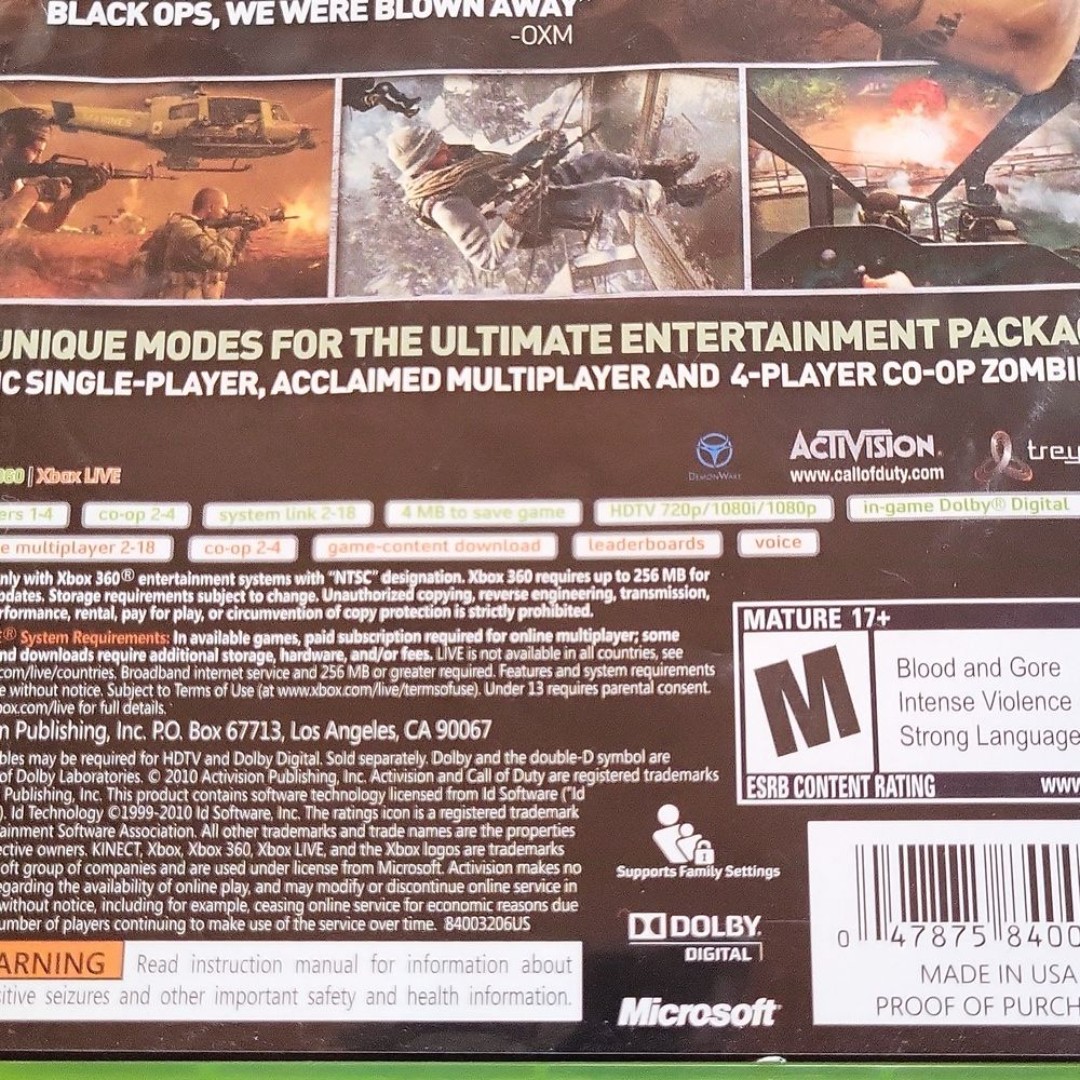 BLACK OPS, WE WERE BLOWN AWAY"
-OXM
MARINES
UNIQUE MODES FOR THE ULTIMATE ENTERTAINMENT PACKA
IC SINGLE-PLAYER, ACCLAIMED MULTIPLAYER AND 4-PLAYER CO-OP ZOMBI
DEMONWARE
ACTIVISION.
www.callofduty.com
trey
360 | Xbox LIVE
ers 1-4
co-op 2-4
system link 2-18
4 MB to save game
HDTV 720p/1080i/1080p
in-game Dolby® Digital
e multiplayer 2-18
co-op 2-4
game-content download
leaderboards
voice
nly with Xbox 360® entertainment systems with "NTSC" designation. Xbox 360 requires up to 256 MB for
pdates. Storage requirements subject to change. Unauthorized copying, reverse engineering, transmission,
rformance, rental, pay for play, or circumvention of copy protection is strictly prohibited.
E® System Requirements: In available games, paid subscription required for online multiplayer; some
nd downloads require additional storage, hardware, and/or fees. LIVE is not available in all countries, see
com/live/countries. Broadband internet service and 256 MB or greater required. Features and system requirements
e without notice. Subject to Terms of Use (at www.xbox.com/live/termsofuse). Under 13 requires parental consent.
box.com/live for full details.
n Publishing, Inc. P.O. Box 67713, Los Angeles, CA 90067
bles may be required for HDTV and Dolby Digital. Sold separately. Dolby and the double-D symbol are
of Dolby Laboratories. © 2010 Activision Publishing, Inc. Activision and Call of Duty are registered trademarks
Publishing, Inc. This product contains software technology licensed from Id Software ("Id
). Id Technology ©1999-2010 Id Software, Inc. The ratings icon is a registered trademark
ainment Software Association. All other trademarks and trade names are the properties
ective owners. KINECT, Xbox, Xbox 360, Xbox LIVE, and the Xbox logos are trademarks
oft group of companies and are used under license from Microsoft. Activision makes no
egarding the availability of online play, and may modify or discontinue online service in
without notice, including for example, ceasing online service for economic reasons due
umber of players continuing to make use of the service over time. 84003206US
ARNING
Read instruction manual for information about
sitive seizures and other important safety and health information.
MATURE 17+
M
Blood and Gore
Intense Violence
Strong Language
ESRB CONTENT RATING
www
Supports Family Settings
DOLBY.
DIGITAL
Microsoft
0 47875 8400
MADE IN USA
PROOF OF PURCH